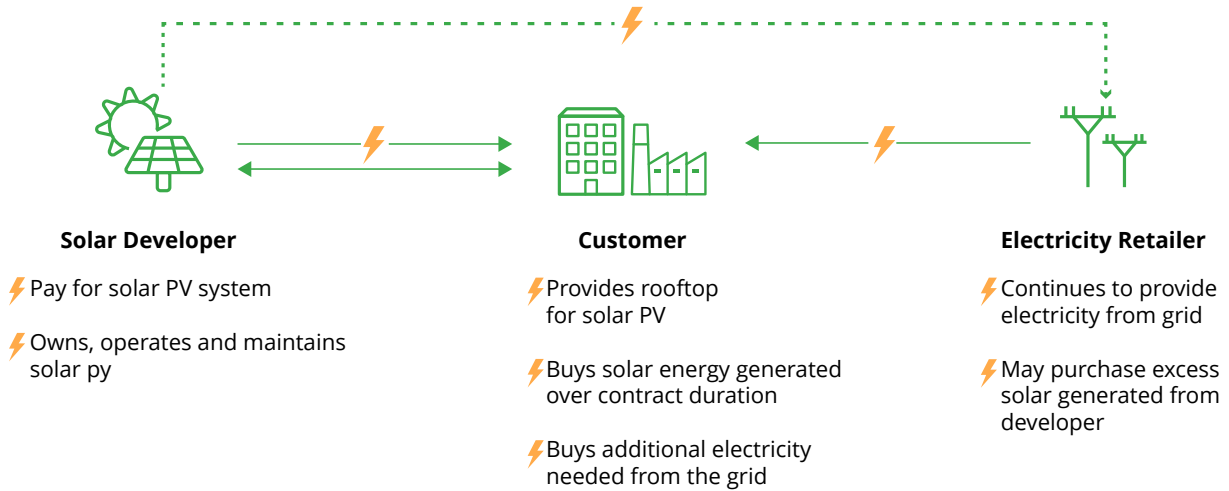 Solar Developer
Pay for solar PV system
Owns, operates and maintains
solar py
Customer
Provides rooftop
for solar PV
Buys solar energy generated
over contract duration
Buys additional electricity
needed from the grid
Electricity Retailer
Continues to provide
electricity from grid
May purchase excess
solar generated from
developer